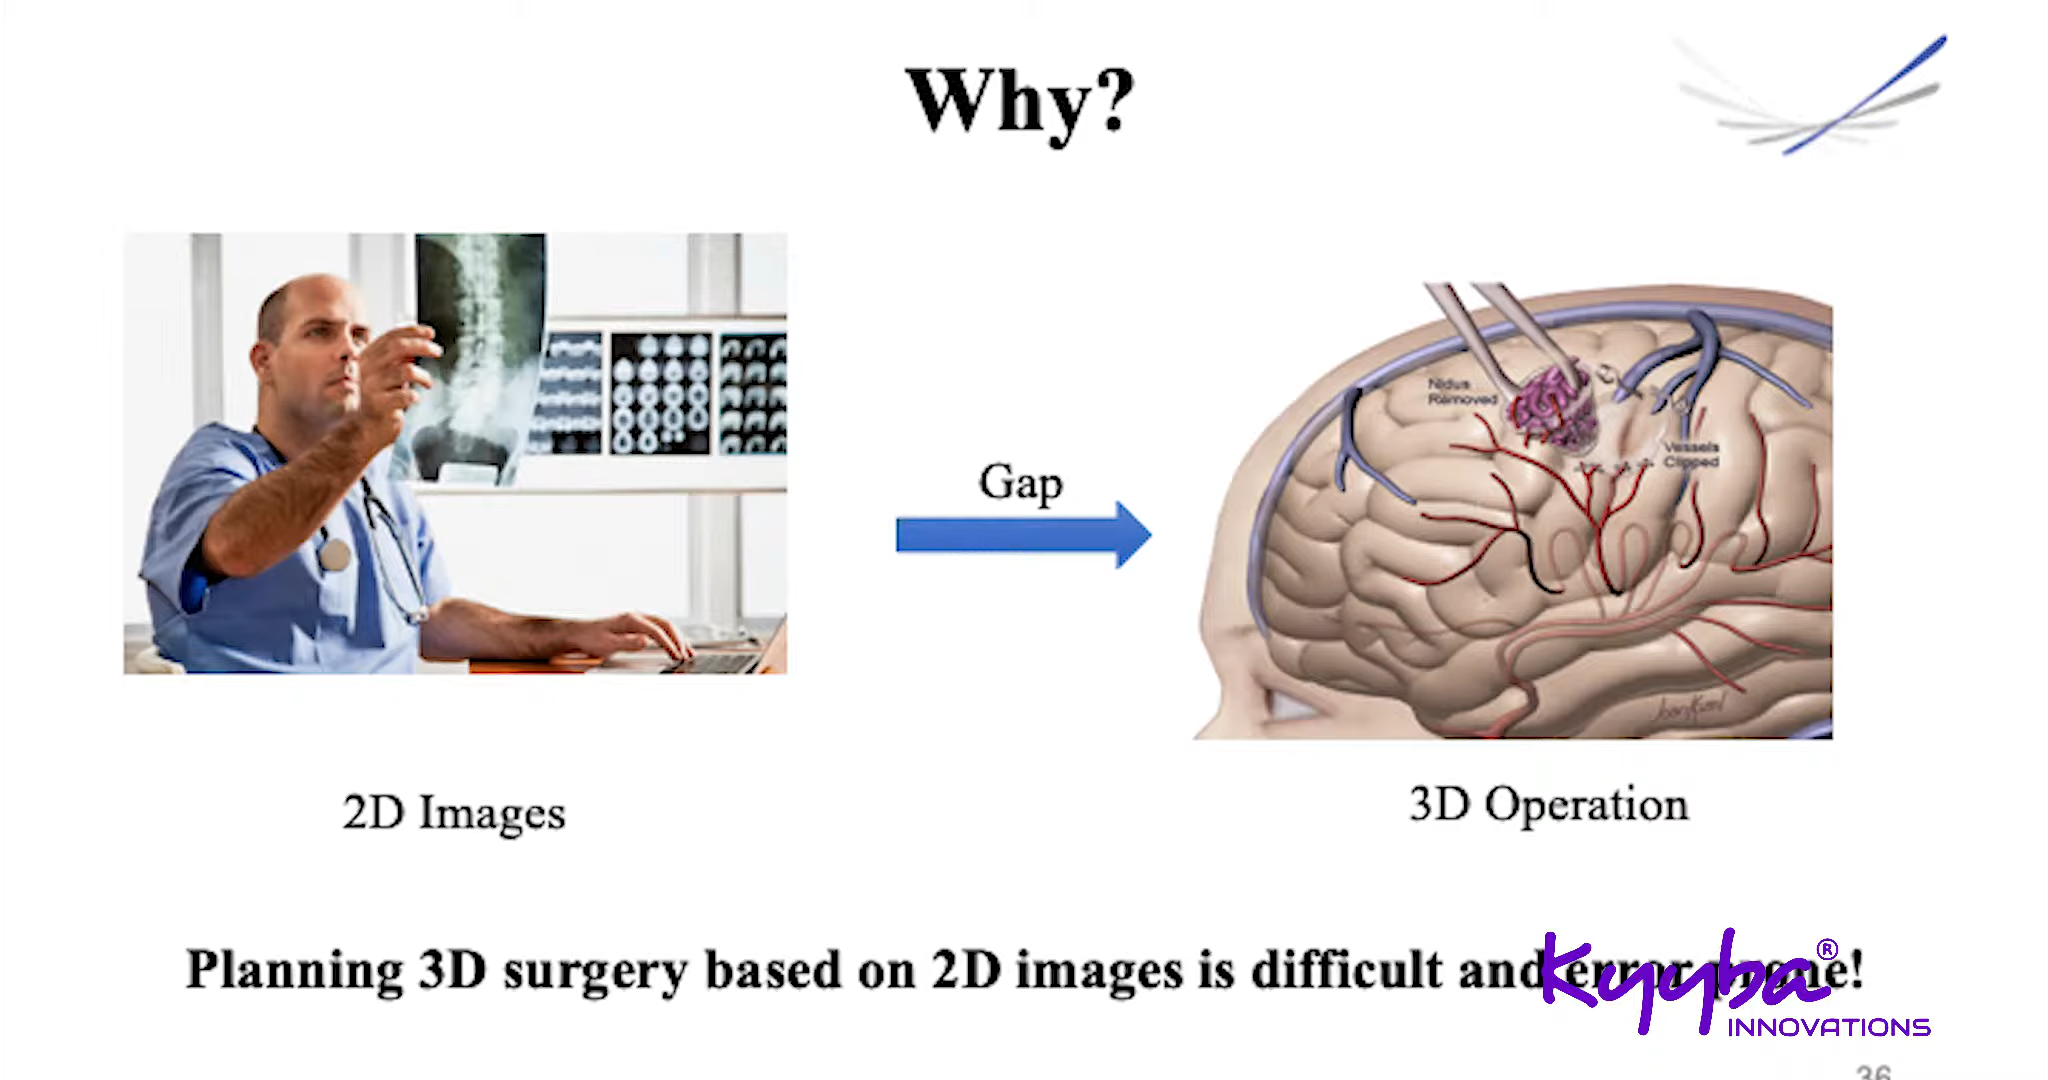 Why?
Nidus
Removed
Vessels
Clipped
Gap
2D Images
3D Operation
Planning 3D surgery based on 2D images is difficult and error prone!
Kyyba®
INNOVATIONS
36